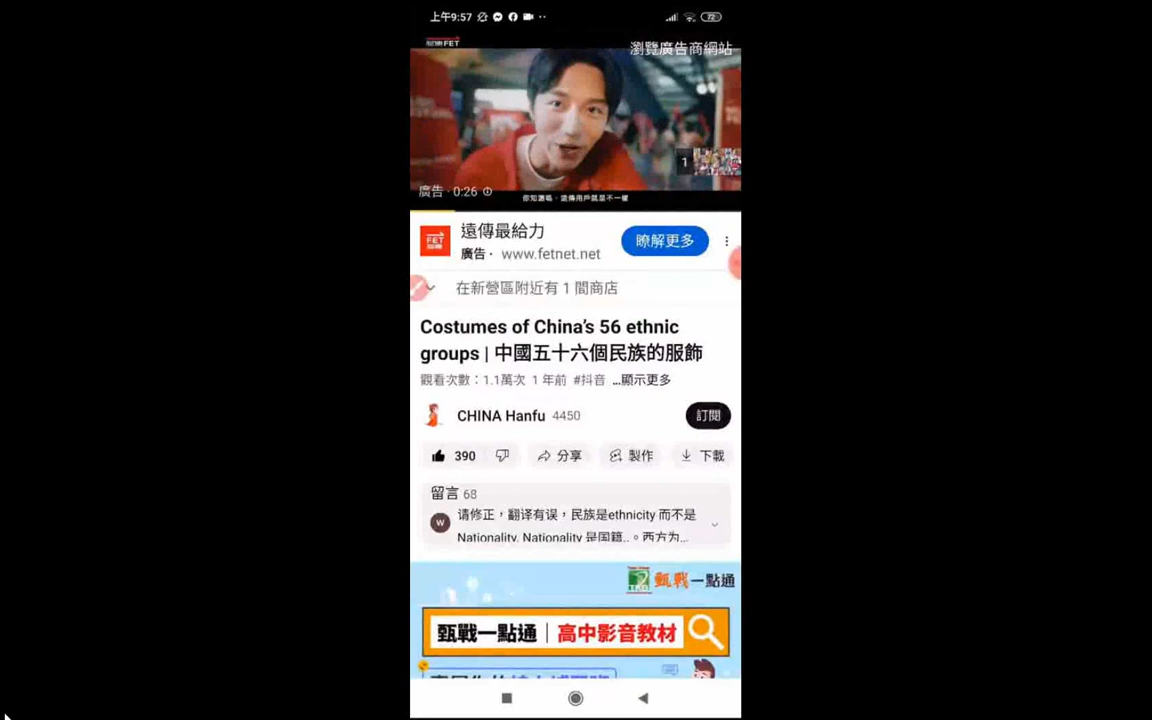 上午9:57
72
FET
瀏覽廣告商網站
1
廣告 · 0:26
你知道嗎，遠傳用戶就是不一樣
FET
遠傳
遠傳最給力
廣告 · www.fetnet.net
瞭解更多
在新營區附近有 1 間商店
Costumes of China’s 56 ethnic
groups | 中國五十六個民族的服飾
觀看次數：1.1萬次 1 年前 #抖音 ...顯示更多
CHINA Hanfu 4450
訂閱
390
分享
製作
下載
留言 68
W
请修正，翻译有误，民族是ethnicity 而不是
Nationality. Nationality 是国籍..。西方为...
甄戰一點通
甄戰一點通｜高中影音教材